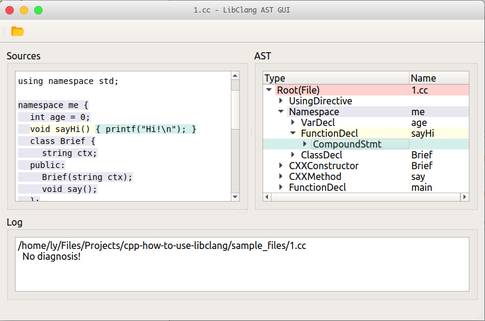 1.cc - LibClang AST GUI
Sources
using namespace std;
namespace me {
int age = 0;
void sayHi() { printf("Hi!\n"); }
class Brief {
string ctx;
public:
Brief(string ctx);
void say();
};
AST
Type Name
Root(File) 1.cc
UsingDirective
Namespace me
VarDecl age
FunctionDecl sayHi
CompoundStmt
ClassDecl Brief
CXXConstructor Brief
CXXMethod say
FunctionDecl main
Log
/home/ly/Files/Projects/cpp-how-to-use-libclang/sample_files/1.cc
No diagnosis!